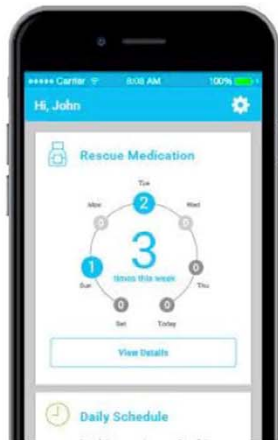 Carrier 8:08 AM 100%
Hi, John
Rescue Medication
Tue
Mon 2 Wed
0 0
3
times this week
1 0
Sun Thu
0 0
Sat Today
View Details
Daily Schedule